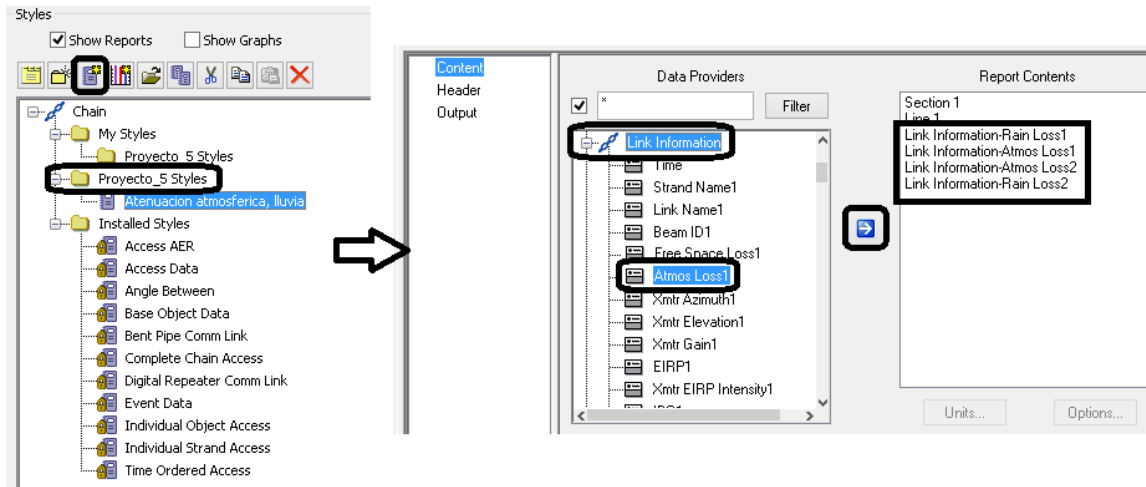 Styles
Show Reports
Show Graphs
Chain
My Styles
Proyecto_5 Styles
Proyecto_5 Styles
Atenuacion atmosferica, lluvia
Installed Styles
Access AER
Access Data
Angle Between
Base Object Data
Bent Pipe Comm Link
Complete Chain Access
Digital Repeater Comm Link
Event Data
Individual Object Access
Individual Strand Access
Time Ordered Access
Content
Header
Output
Data Providers
*
Filter
Link Information
Time
Strand Name1
Link Name1
Beam ID1
Free Space Loss1
Atmos Loss1
Xmtr Azimuth1
Xmtr Elevation1
Xmtr Gain1
EIRP1
Xmtr EIRP Intensity1
Report Contents
Section 1
Line 1
Link Information-Rain Loss1
Link Information-Atmos Loss1
Link Information-Atmos Loss2
Link Information-Rain Loss2
Units...
Options...